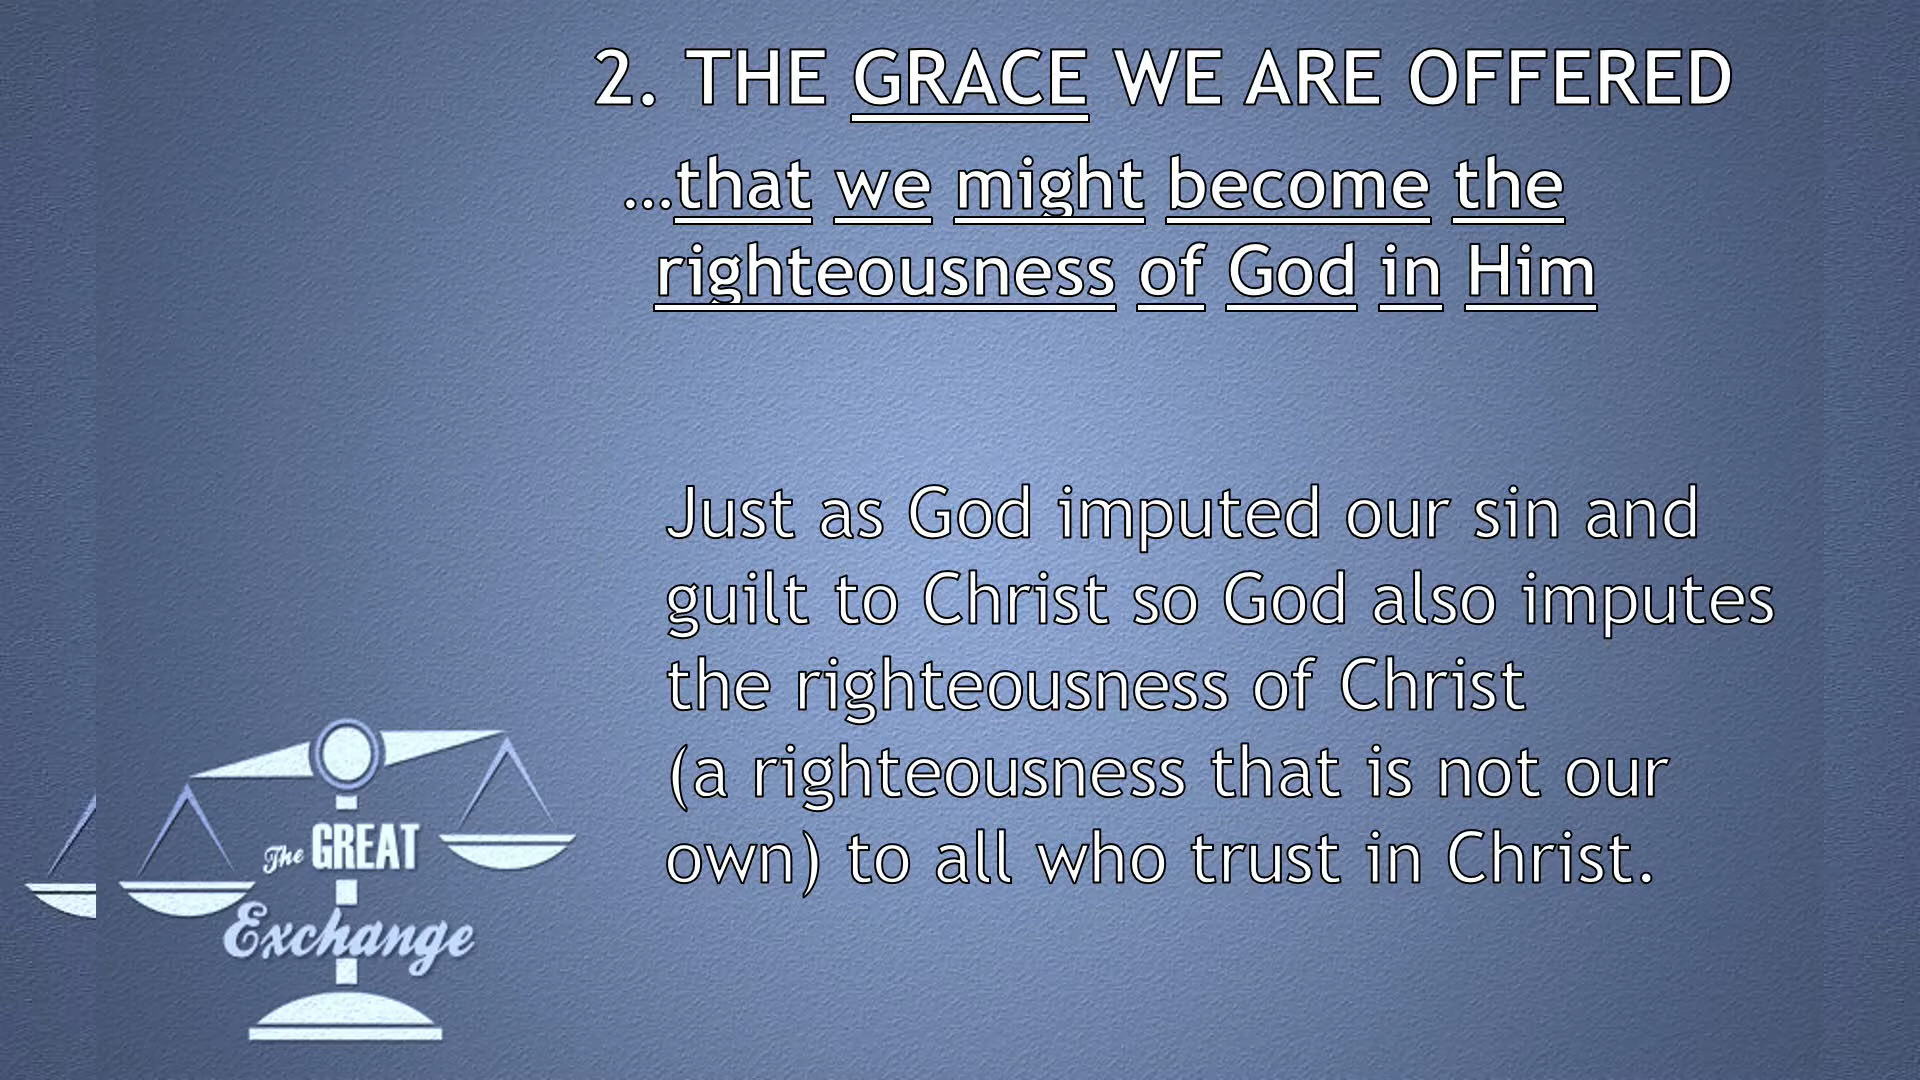 2. THE GRACE WE ARE OFFERED
…that we might become the
righteousness of God in Him
Just as God imputed our sin and
guilt to Christ so God also imputes
the righteousness of Christ
(a righteousness that is not our
own) to all who trust in Christ.
The GREAT
Exchange